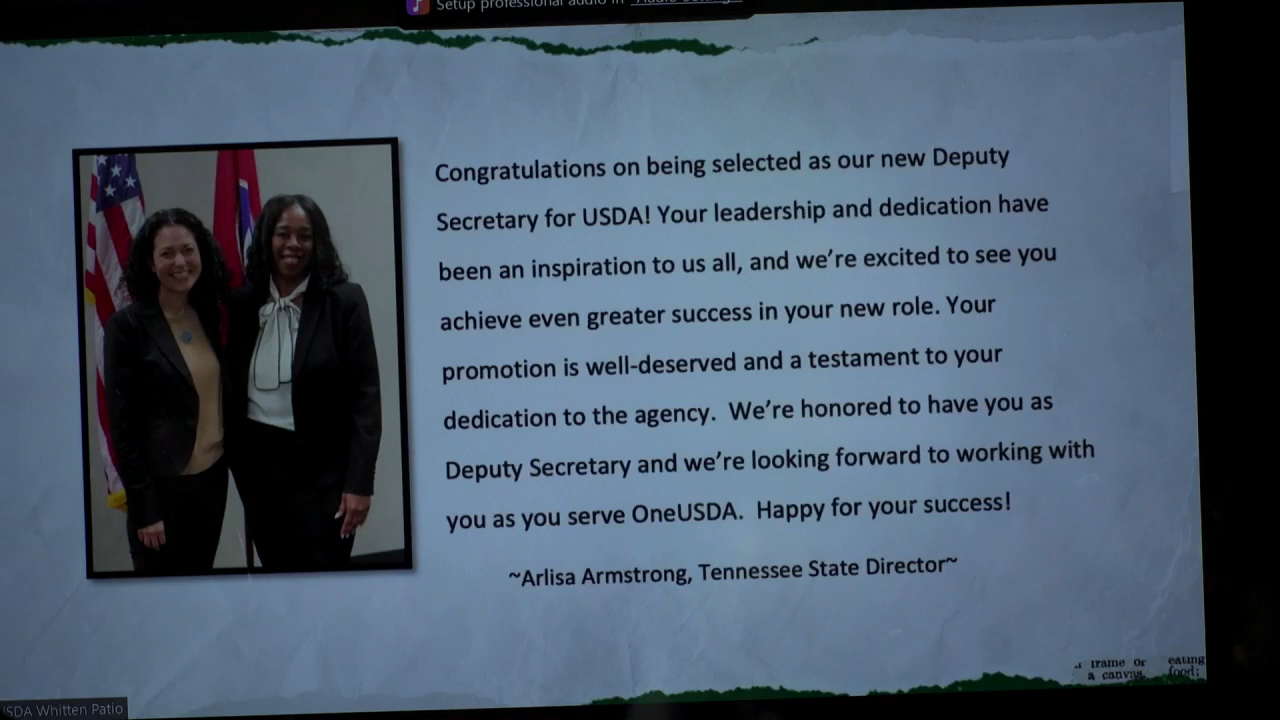 Setup professional audio in
Congratulations on being selected as our new Deputy
Secretary for USDA! Your leadership and dedication have
been an inspiration to us all, and we’re excited to see you
achieve even greater success in your new role. Your
promotion is well-deserved and a testament to your
dedication to the agency.  We’re honored to have you as
Deputy Secretary and we’re looking forward to working with
you as you serve OneUSDA.  Happy for your success!
~Arlisa Armstrong, Tennessee State Director~
frame or eating
a canvas. food:
SDA Whitten Patio